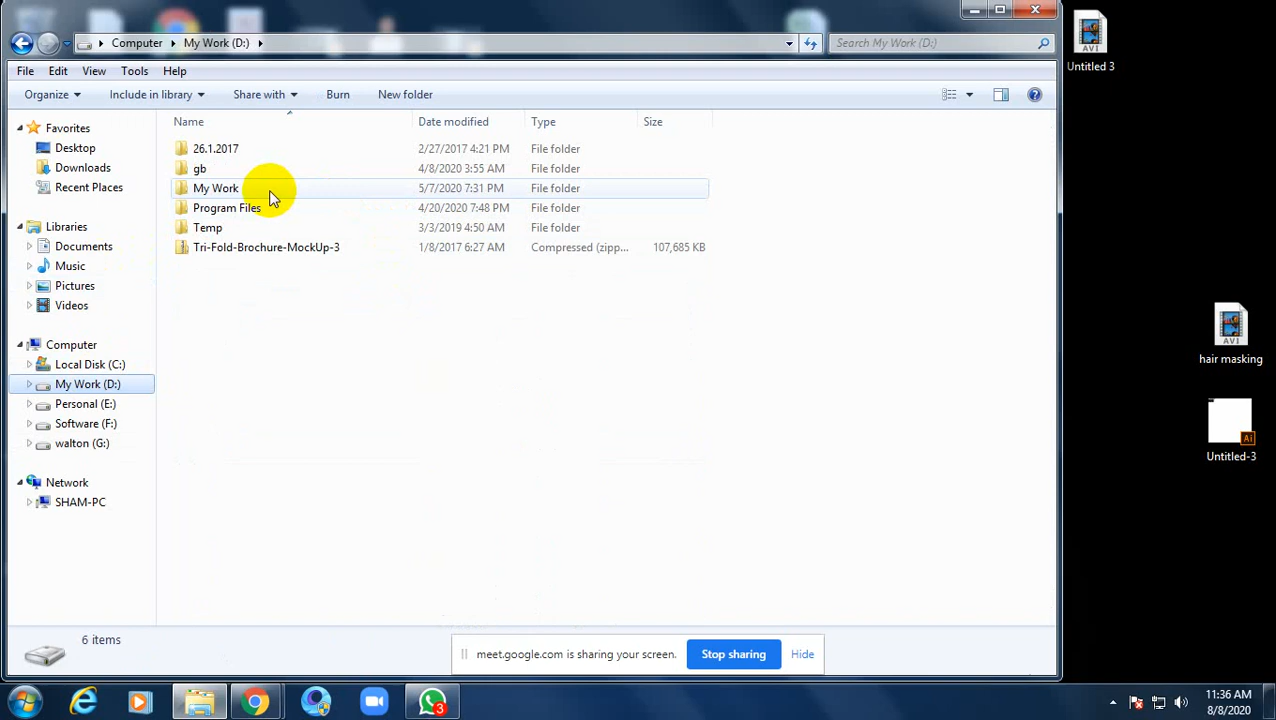 Computer
My Work (D:)
Search My Work (D:)
File Edit View Tools Help
Organize Include in library Share with Burn New folder
Name Date modified Type Size
26.1.2017 2/27/2017 4:21 PM File folder
gb 4/8/2020 3:55 AM File folder
My Work 5/7/2020 7:31 PM File folder
Program Files 4/20/2020 7:48 PM File folder
Temp 3/3/2019 4:50 AM File folder
Tri-Fold-Brochure-MockUp-3 1/8/2017 6:27 AM Compressed (zipp... 107,685 KB
Favorites
Desktop
Downloads
Recent Places
Libraries
Documents
Music
Pictures
Videos
Computer
Local Disk (C:)
My Work (D:)
Personal (E:)
Software (F:)
walton (G:)
Network
SHAM-PC
6 items
meet.google.com is sharing your screen. Stop sharing Hide
AVI
Untitled 3
AVI
hair masking
Ai
Untitled-3
3
11:36 AM
8/8/2020